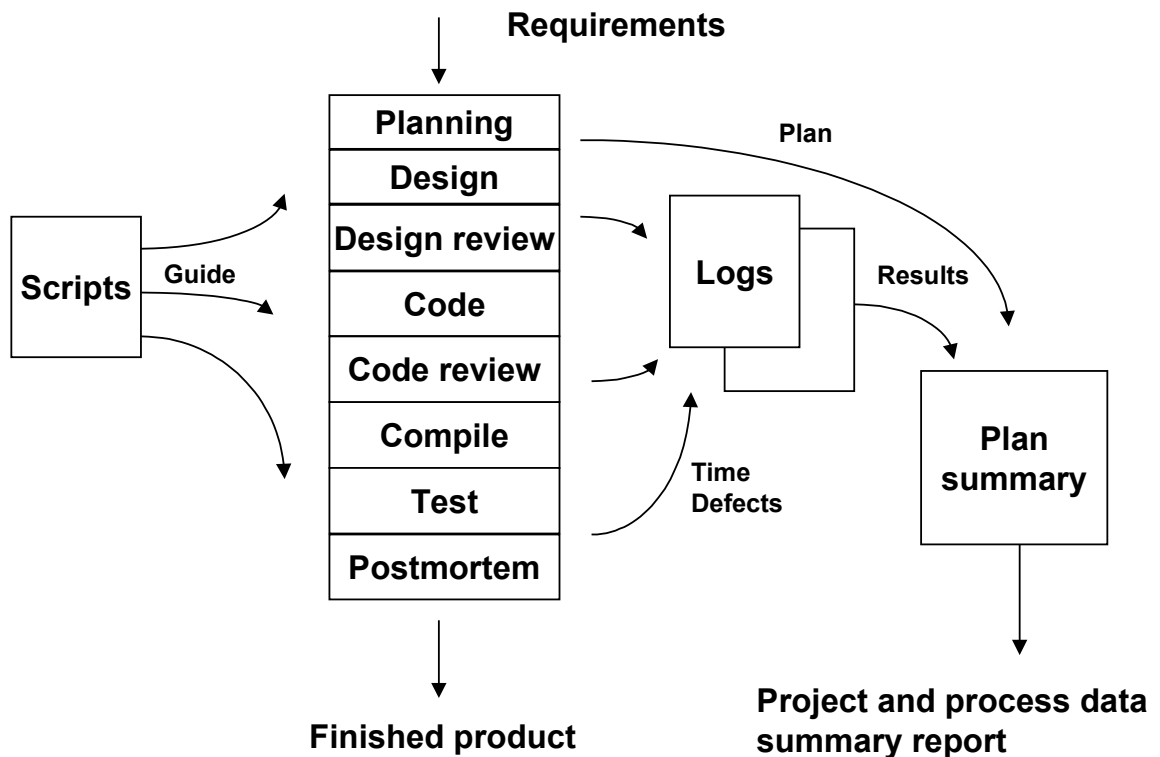 Requirements
Planning
Design
Design review
Code
Code review
Compile
Test
Postmortem
Scripts
Guide
Plan
Logs
Results
Time
Defects
Plan
summary
Finished product
Project and process data
summary report